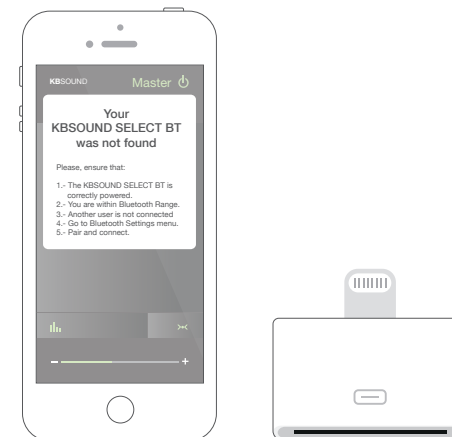 KBSOUND Master
Your
KBSOUND SELECT BT
was not found
Please, ensure that:
1.- The KBSOUND SELECT BT is
correctly powered.
2.- You are within Bluetooth Range.
3.- Another user is not connected
4.- Go to Bluetooth Settings menu.
5.- Pair and connect.